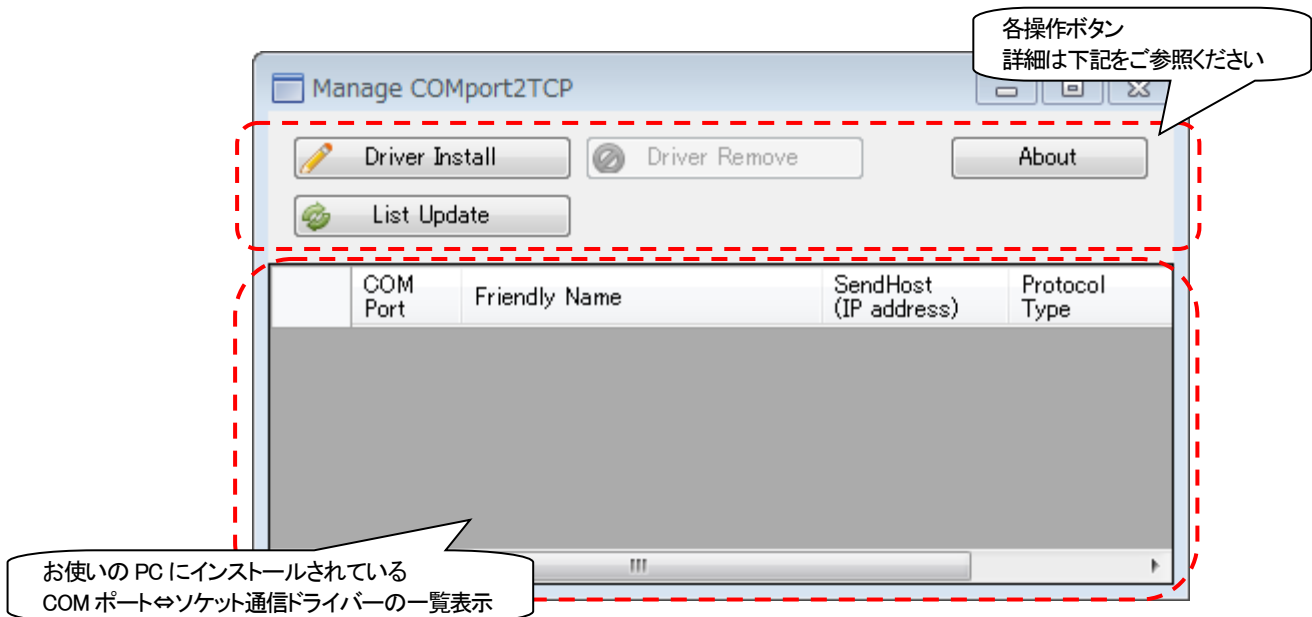 各操作ボタン
詳細は下記をご参照ください
Manage COMport2TCP
Driver Install
Driver Remove
About
List Update
COM
Port
Friendly Name
SendHost
(IP address)
Protocol
Type
お使いの PC にインストールされている
COM ポート⇔ソケット通信ドライバーの一覧表示